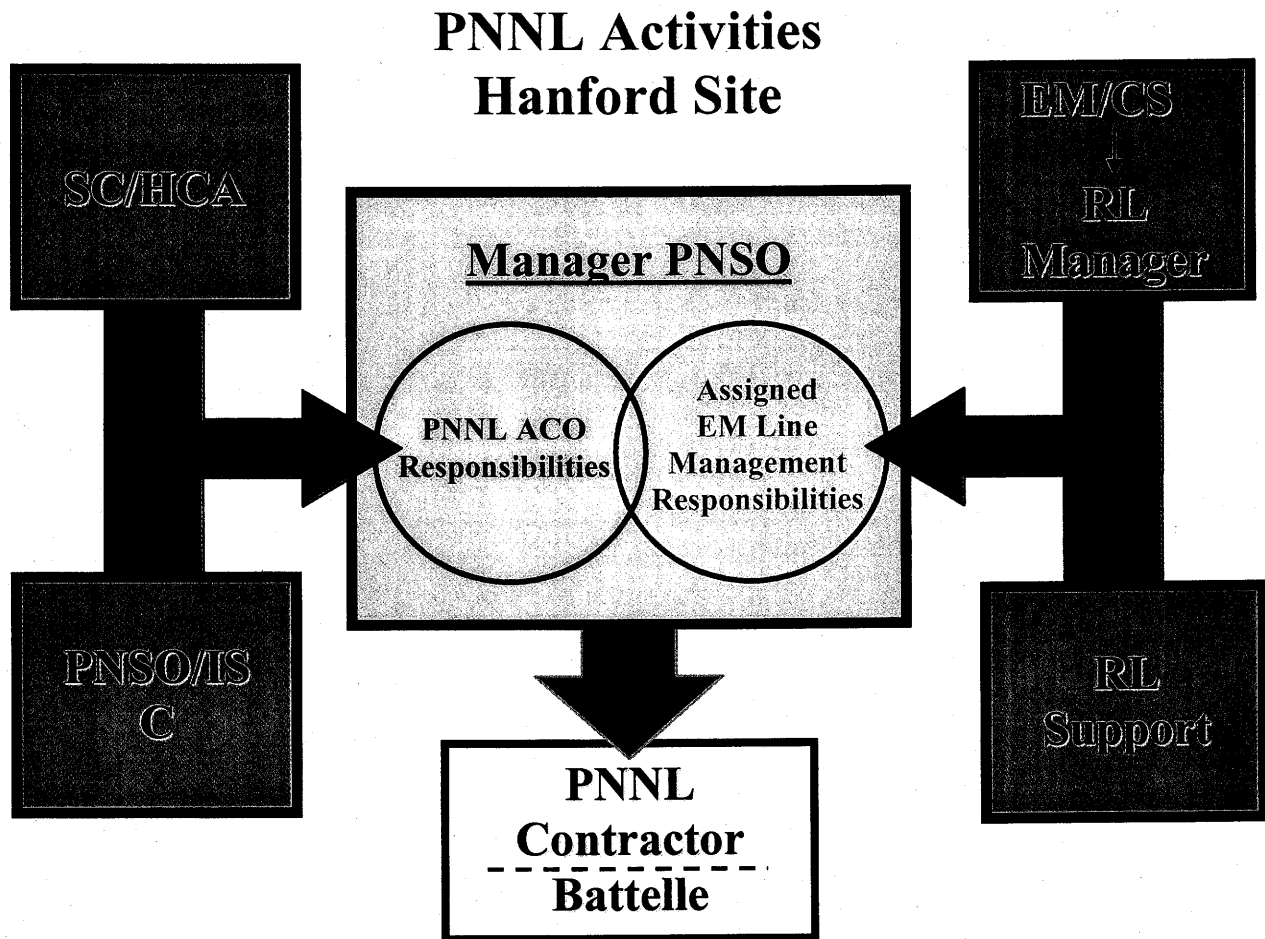 PNNL Activities
Hanford Site
SC/HCA
EM/CS
RL
Manager
Manager PNSO
PNNL ACO
Responsibilities
Assigned
EM Line
Management
Responsibilities
PNSO/IS
C
RL
Support
PNNL
Contractor
Battelle